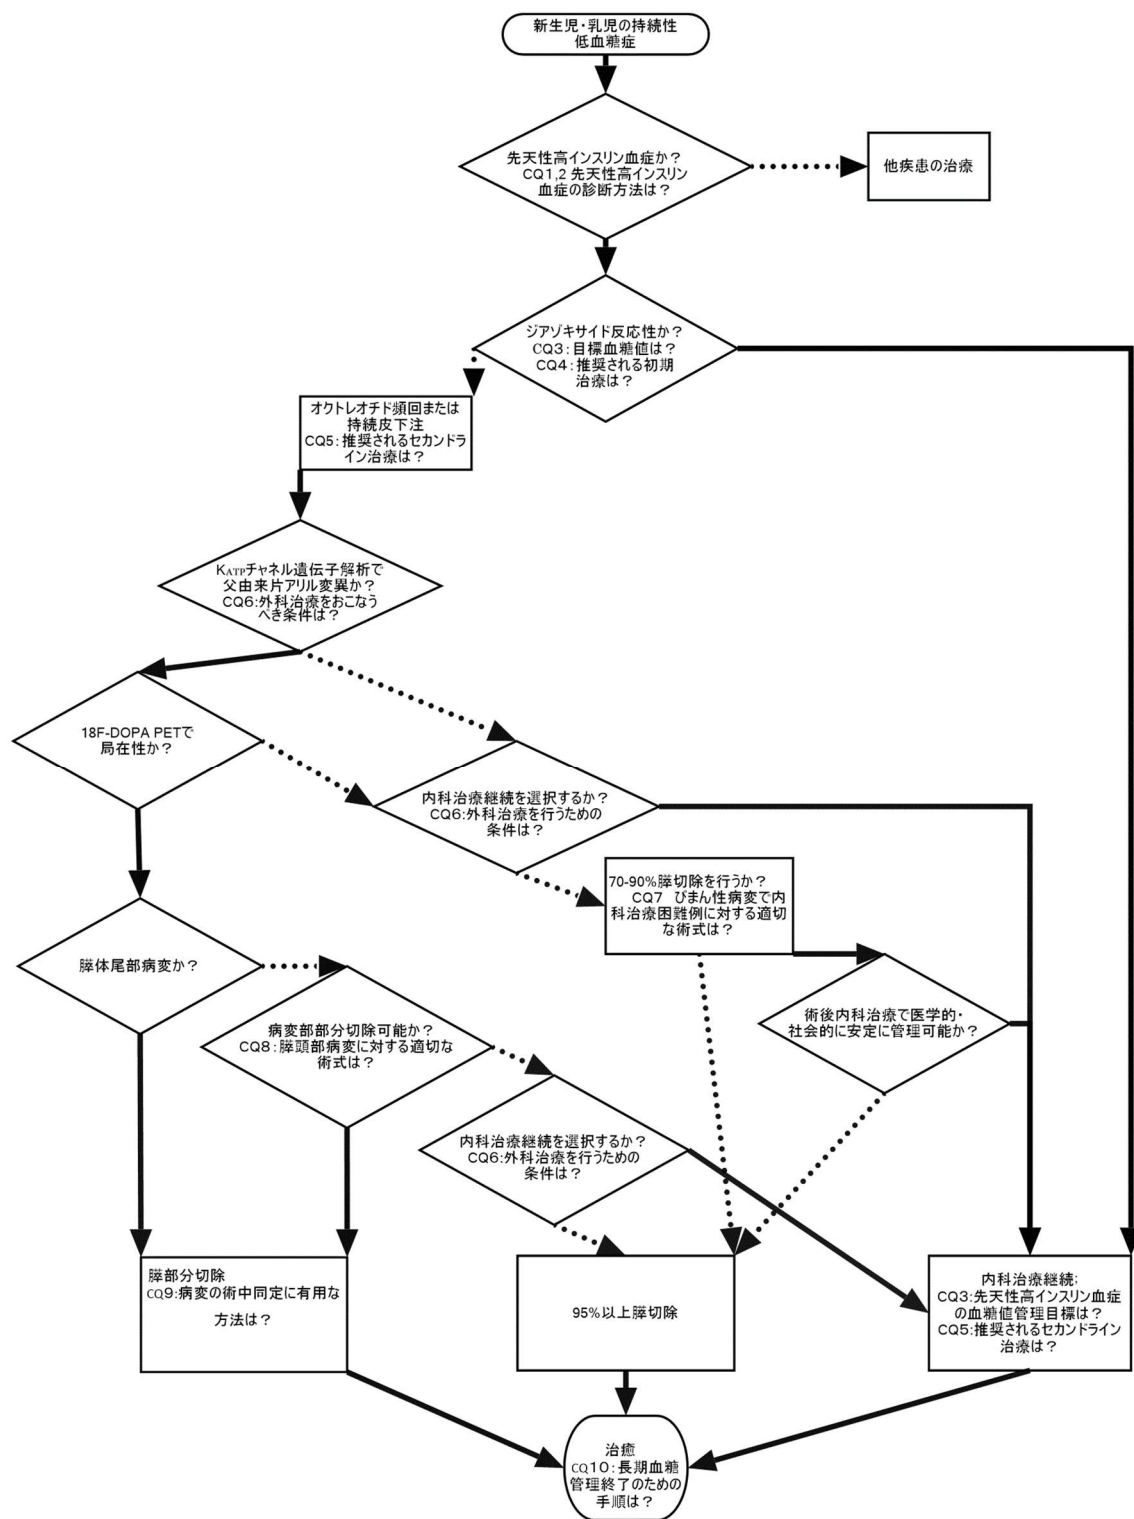 新生児・乳児の持続性
低血糖症
先天性高インスリン血症か？
CQ1,2 先天性高インスリン
血症の診断方法は？
他疾患の治療
ジアゾキサイド反応性か？
CQ3：目標血糖値は？
CQ4：推奨される初期
治療は？
オクトレオチド頻回または
持続皮下注
CQ5：推奨されるセカンドラ
イン治療は？
KATPチャネル遺伝子解析で
父由来片アリル変異か？
CQ6：外科治療をおこなう
べき条件は？
18F-DOPA PETで
局在性か？
内科治療継続を選択するか？
CQ6:外科治療を行うための
条件は？
70-90%膵切除を行うか？
CQ7 びまん性病変で内
科治療困難例に対する適切
な術式は？
膵体尾部病変か？
病変部部分切除可能か？
CQ8：膵頭部病変に対する適切な
術式は？
術後内科治療で医学的・
社会的に安定に管理可能か？
内科治療継続を選択するか？
CQ6:外科治療を行うための
条件は？
膵部分切除
CQ9:病変の術中同定に有用な
方法は？
95%以上膵切除
内科治療継続;
CQ3:先天性高インスリン血症
の血糖値管理目標は？
CQ5:推奨されるセカンドライン
治療は？
治癒
CQ10：長期血糖
管理終了のための
手順は？